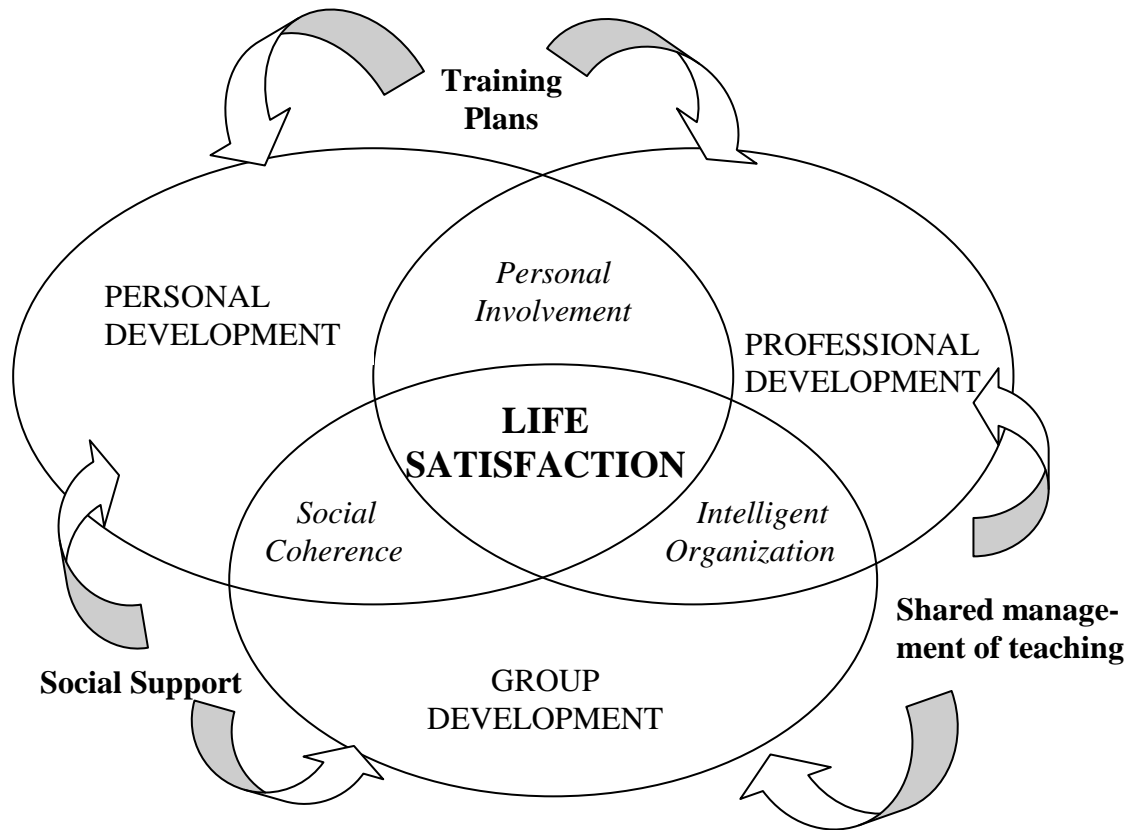 Training
Plans
Personal
Involvement
PERSONAL
DEVELOPMENT
PROFESSIONAL
DEVELOPMENT
LIFE
SATISFACTION
Social
Coherence
Intelligent
Organization
Shared manage-
ment of teaching
Social Support
GROUP
DEVELOPMENT